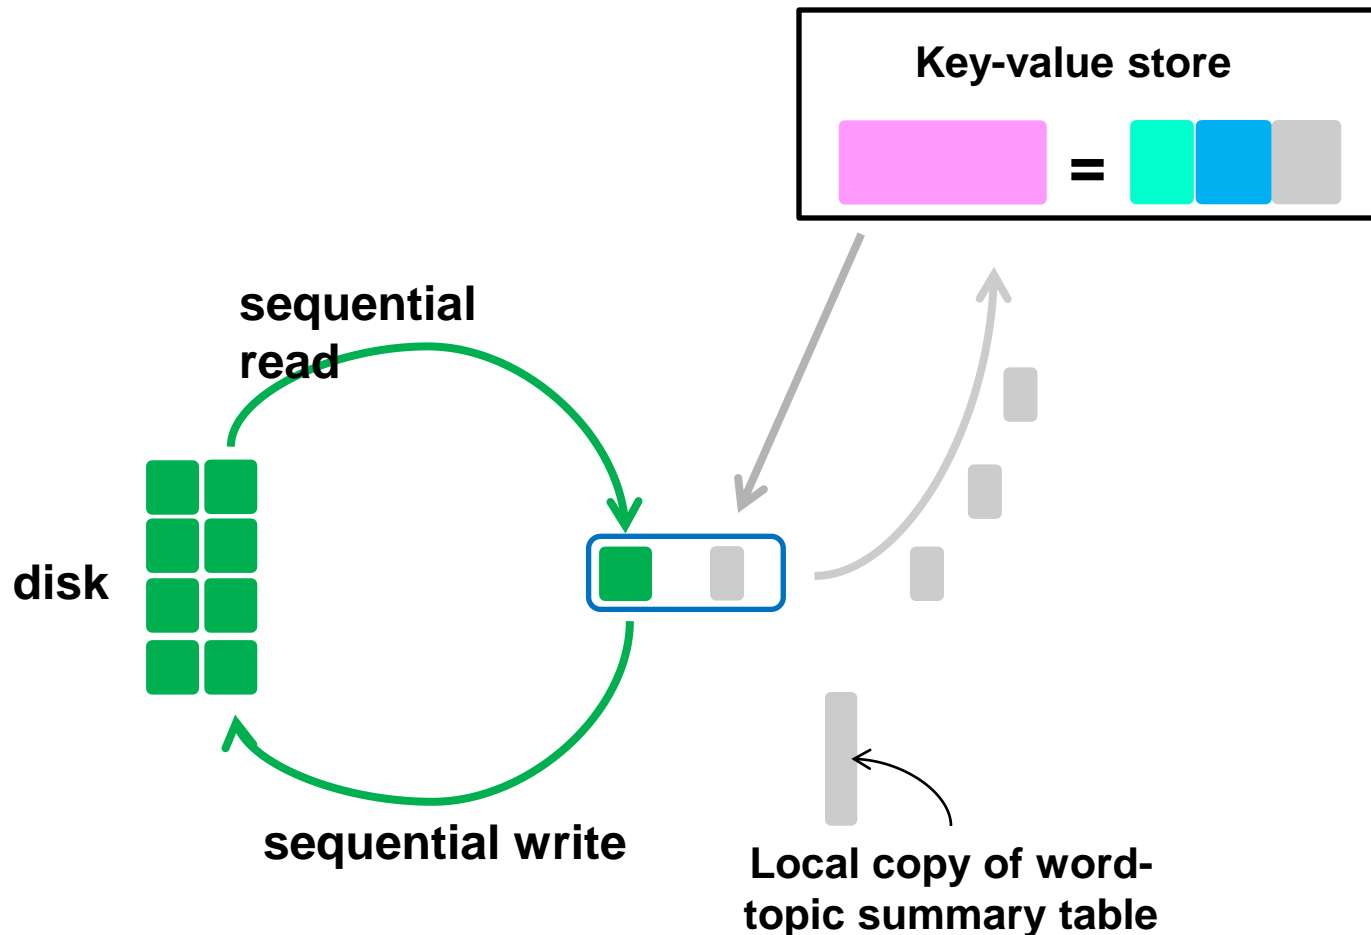 Key-value store
=
sequential
read
disk
sequential write
Local copy of word-
topic summary table